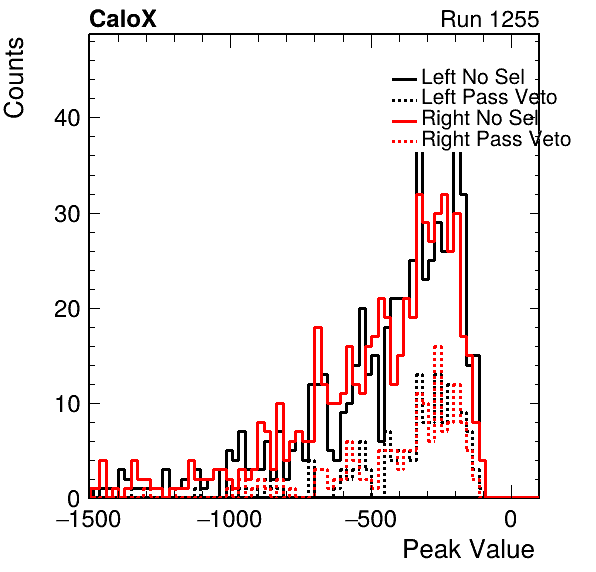 CaloX Run 1255
Counts
Left No Sel
Left Pass Veto
Right No Sel
Right Pass Veto
40
30
20
10
0
−1500 −1000 −500 0
Peak Value